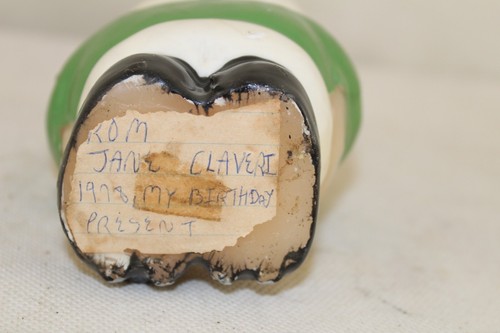 ROM
JANE CLAVERI
1978, MY BIRTHDAY
PRESENT